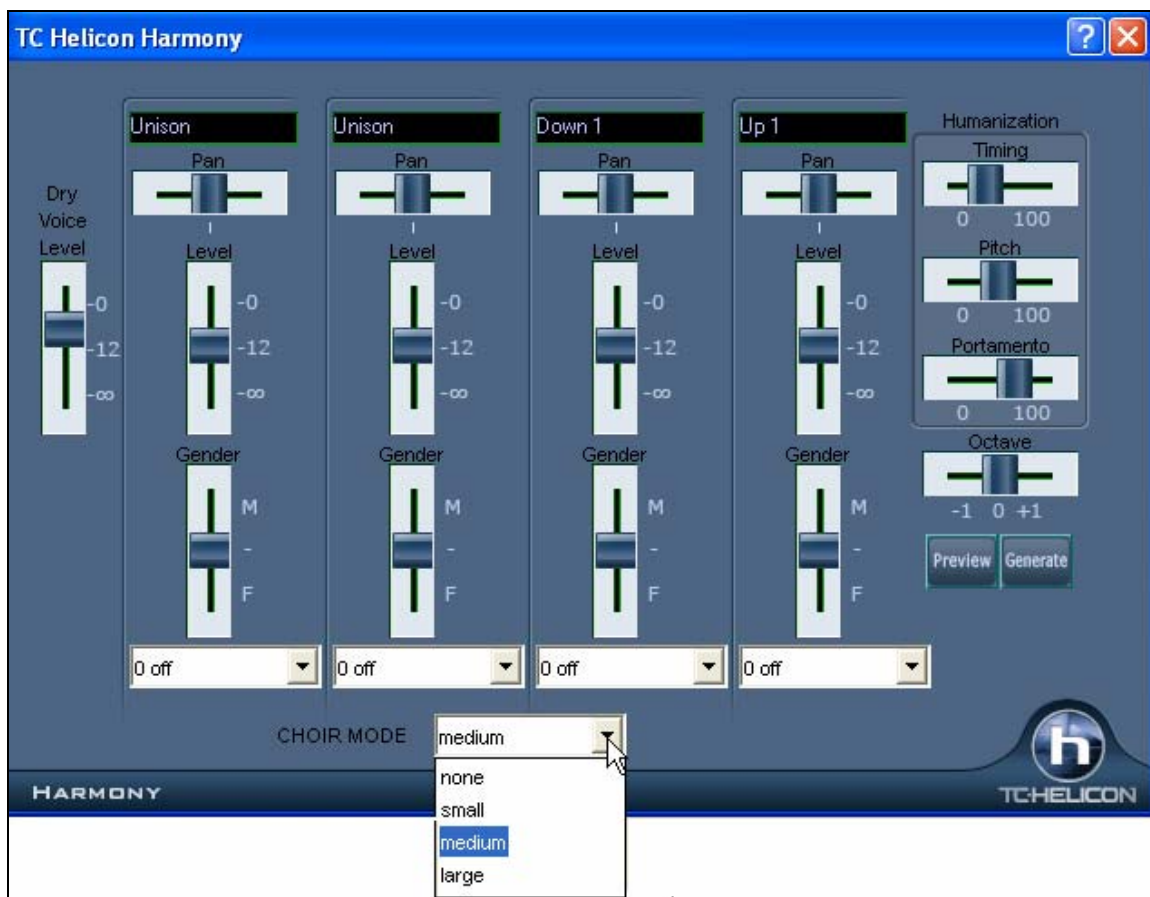 TC Helicon Harmony
?
Dry
Voice
Level
-0
-12
-∞
Unison
Pan
Level
-0
-12
-∞
Gender
M
-
F
0 off
Unison
Pan
Level
-0
-12
-∞
Gender
M
-
F
0 off
Down 1
Pan
Level
-0
-12
-∞
Gender
M
-
F
0 off
Up 1
Pan
Level
-0
-12
-∞
Gender
M
-
F
0 off
Humanization
Timing
0 100
Pitch
0 100
Portamento
0 100
Octave
-1 0 +1
Preview Generate
CHOIR MODE medium
none
small
medium
large
HARMONY
h
TC·HELICON